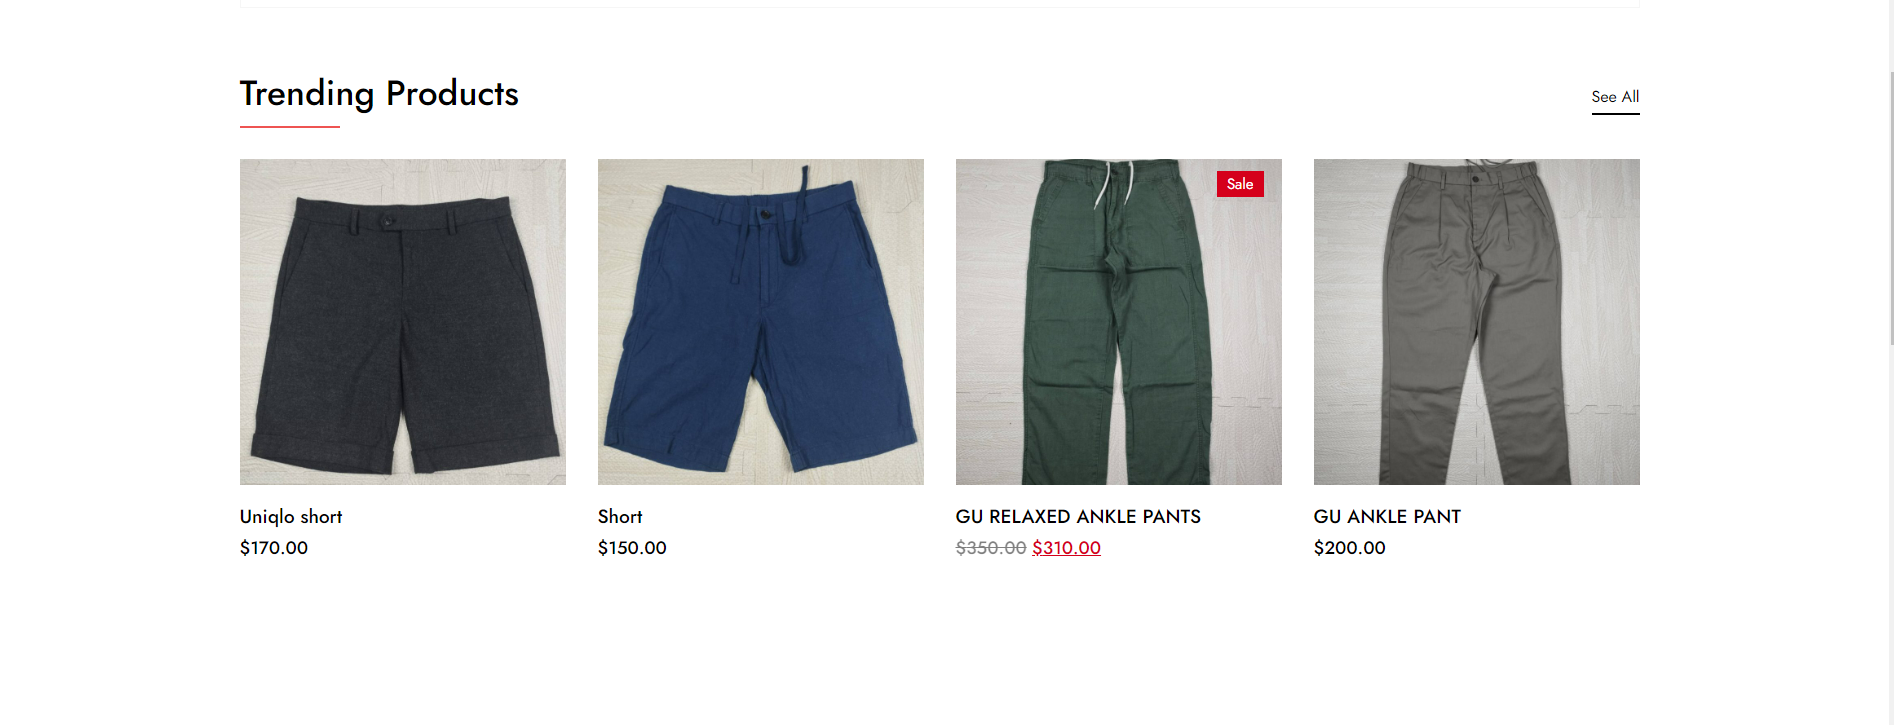 Trending Products
See All
Sale
Uniqlo short
Short
GU RELAXED ANKLE PANTS
GU ANKLE PANT
$170.00
$150.00
$350.00 $310.00
$200.00